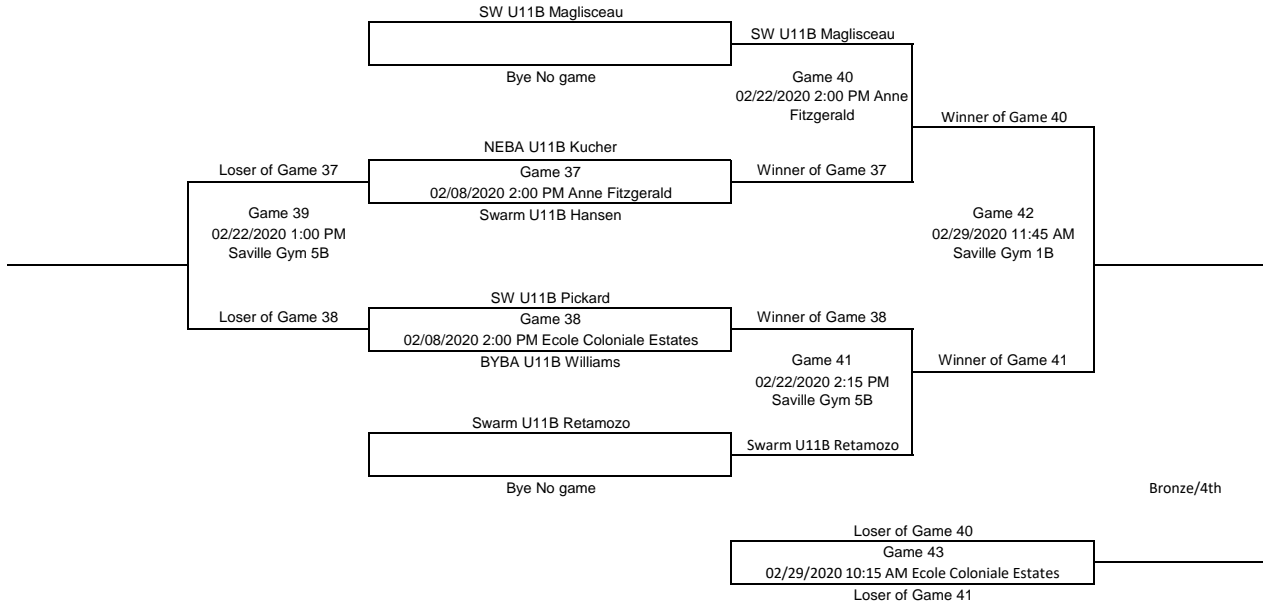 SW U11B Maglisceau
SW U11B Maglisceau
Bye No game
Game 40
02/22/2020 2:00 PM Anne
Fitzgerald
Winner of Game 40
NEBA U11B Kucher
Loser of Game 37
Game 37
Winner of Game 37
02/08/2020 2:00 PM Anne Fitzgerald
Game 39
Swarm U11B Hansen
Game 42
02/22/2020 1:00 PM
02/29/2020 11:45 AM
Saville Gym 5B
Saville Gym 1B
SW U11B Pickard
Loser of Game 38
Game 38
Winner of Game 38
02/08/2020 2:00 PM Ecole Coloniale Estates
BYBA U11B Williams
Game 41
Winner of Game 41
02/22/2020 2:15 PM
Saville Gym 5B
Swarm U11B Retamozo
Swarm U11B Retamozo
Bye No game
Bronze/4th
Loser of Game 40
Game 43
02/29/2020 10:15 AM Ecole Coloniale Estates
Loser of Game 41